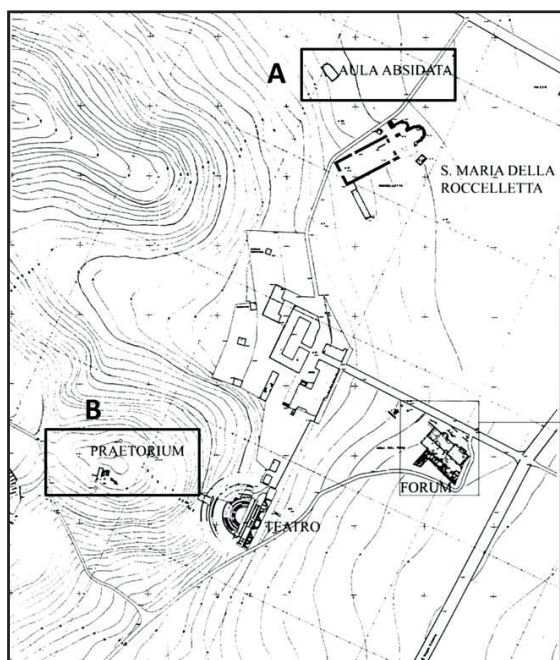 A
AULA ABSIDATA
S. MARIA DELLA
ROCCELLETTA
B
PRAETORIUM
FORUM
TEATRO